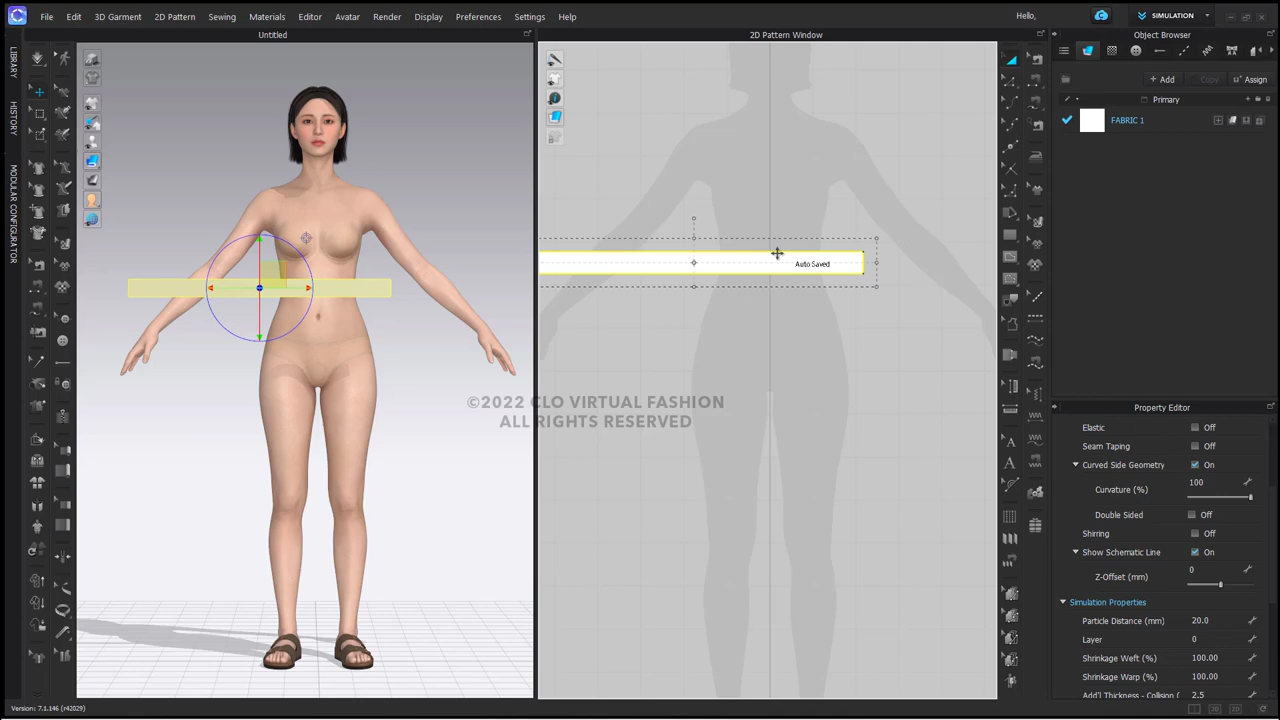 File Edit 3D Garment 2D Pattern Sewing Materials Editor Avatar Render Display Preferences Settings Help
Hello,
SIMULATION
Untitled
2D Pattern Window
Object Browser
LIBRARY
HISTORY
MODULAR CONFIGURATOR
+ Add
Copy
Assign
Primary
FABRIC 1
Auto Saved
©2022 CLO VIRTUAL FASHION
ALL RIGHTS RESERVED
Property Editor
Elastic Off
Seam Taping Off
Curved Side Geometry On
Curvature (%) 100
Double Sided Off
Shirring Off
Show Schematic Line On
Z-Offset (mm) 0
Simulation Properties
Particle Distance (mm) 20.0
Layer 0
Shrinkage Weft (%) 100.00
Shrinkage Warp (%) 100.00
Add'l Thickness - Collision ( 2.5
Version: 7.1.146 (r42029)